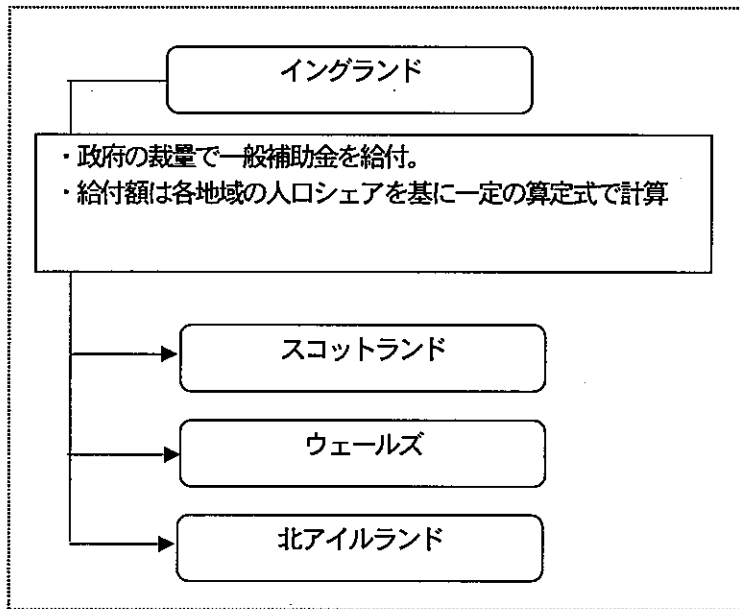 イングランド
・政府の裁量で一般補助金を給付。
・給付額は各地域の人口シェアを基に一定の算定式で計算
スコットランド
ウェールズ
北アイルランド